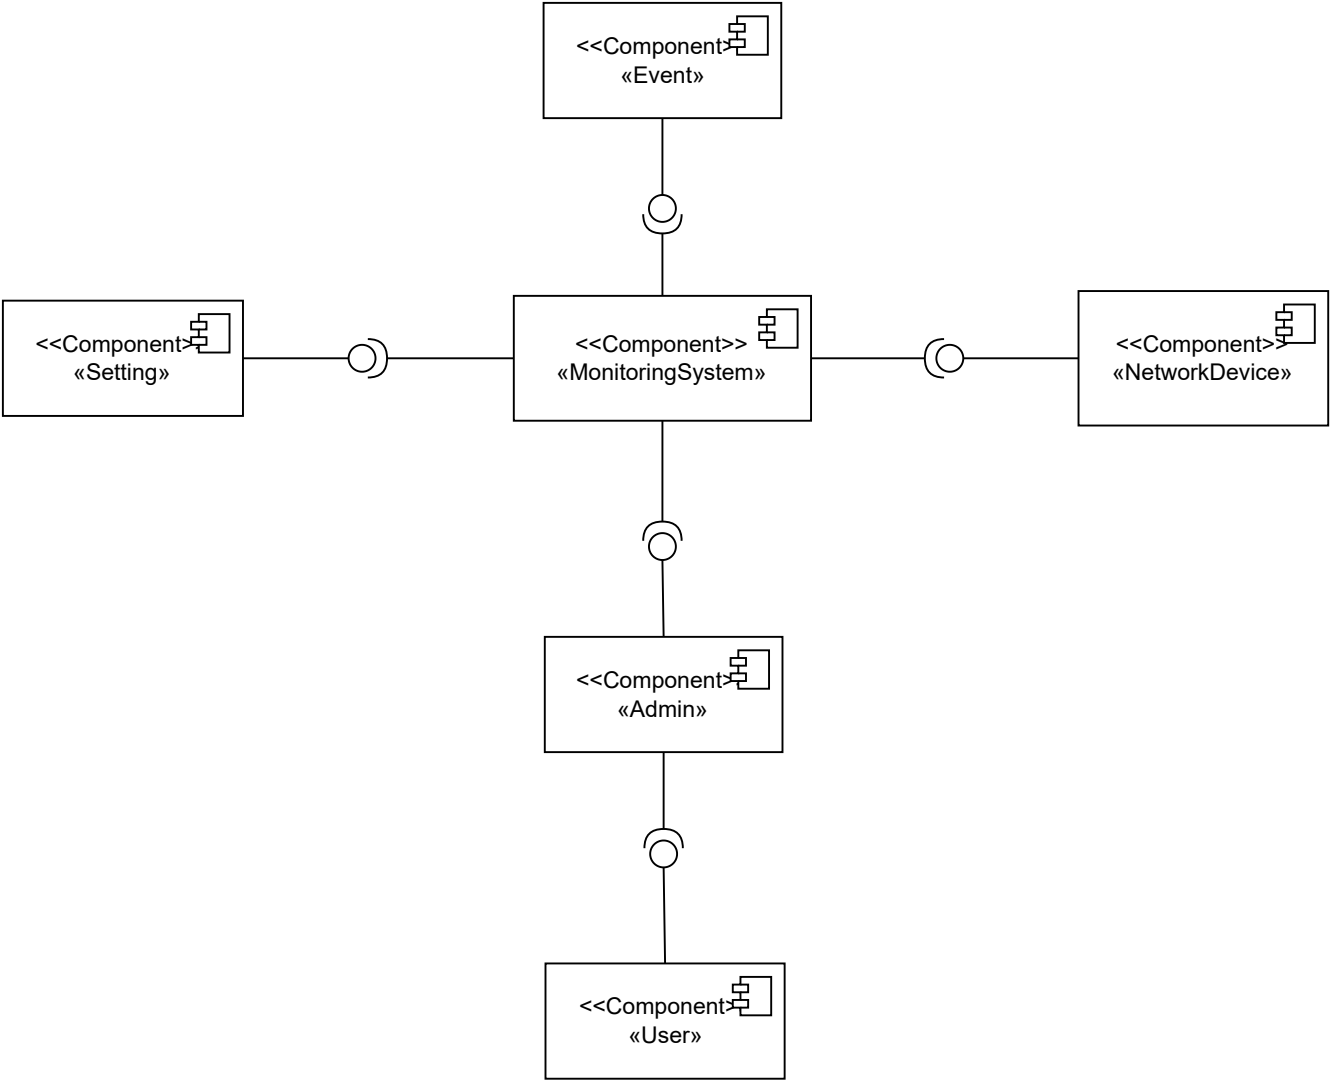 <<Component>
«Event»
<<Component>
«Setting»
<<Component>>
«MonitoringSystem»
<<Component>>
«NetworkDevice»
<<Component>
«Admin»
<<Component>
«User»